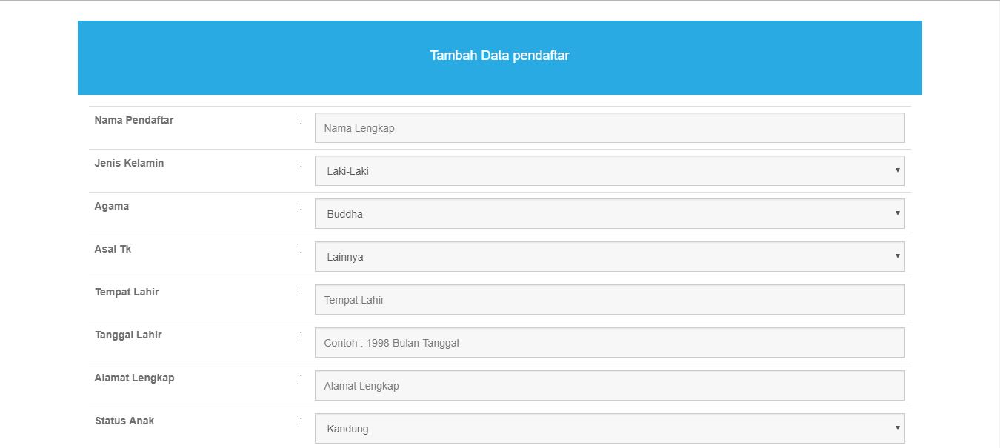 Tambah Data pendaftar
Nama Pendaftar : Nama Lengkap
Jenis Kelamin : Laki-Laki
Agama : Buddha
Asal Tk : Lainnya
Tempat Lahir : Tempat Lahir
Tanggal Lahir : Contoh : 1998-Bulan-Tanggal
Alamat Lengkap : Alamat Lengkap
Status Anak : Kandung